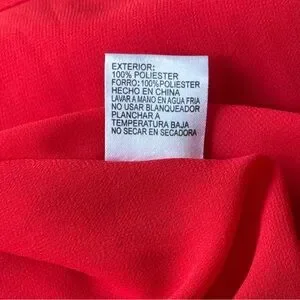 EXTERIOR:
100% POLIESTER
FORRO:100%POLIESTER
HECHO EN CHINA
LAVAR A MANO EN AGUA FRIA
NO USAR BLANQUEADOR
PLANCHAR A
TEMPERATURA BAJA
NO SECAR EN SECADORA